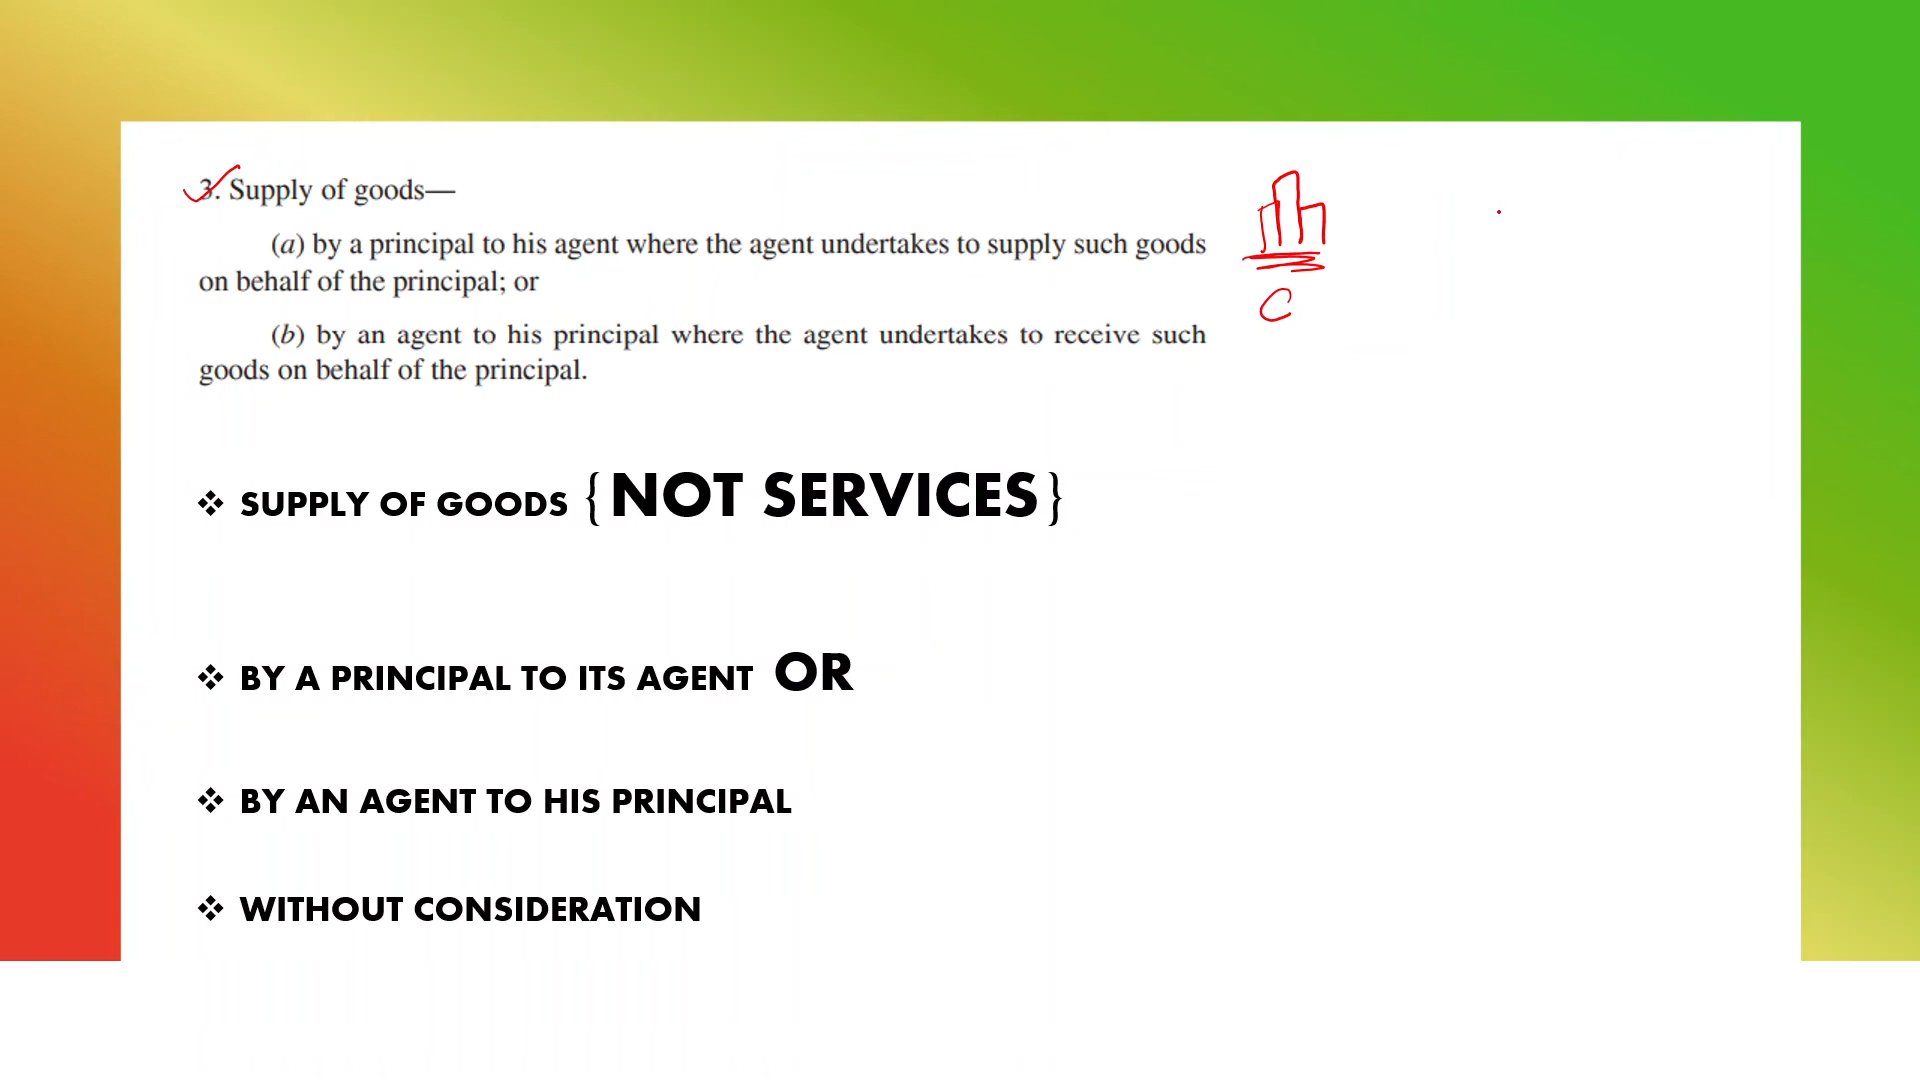 3. Supply of goods—
(a) by a principal to his agent where the agent undertakes to supply such goods
on behalf of the principal; or
(b) by an agent to his principal where the agent undertakes to receive such
goods on behalf of the principal.
C
❖ SUPPLY OF GOODS {NOT SERVICES}
❖ BY A PRINCIPAL TO ITS AGENT OR
❖ BY AN AGENT TO HIS PRINCIPAL
❖ WITHOUT CONSIDERATION